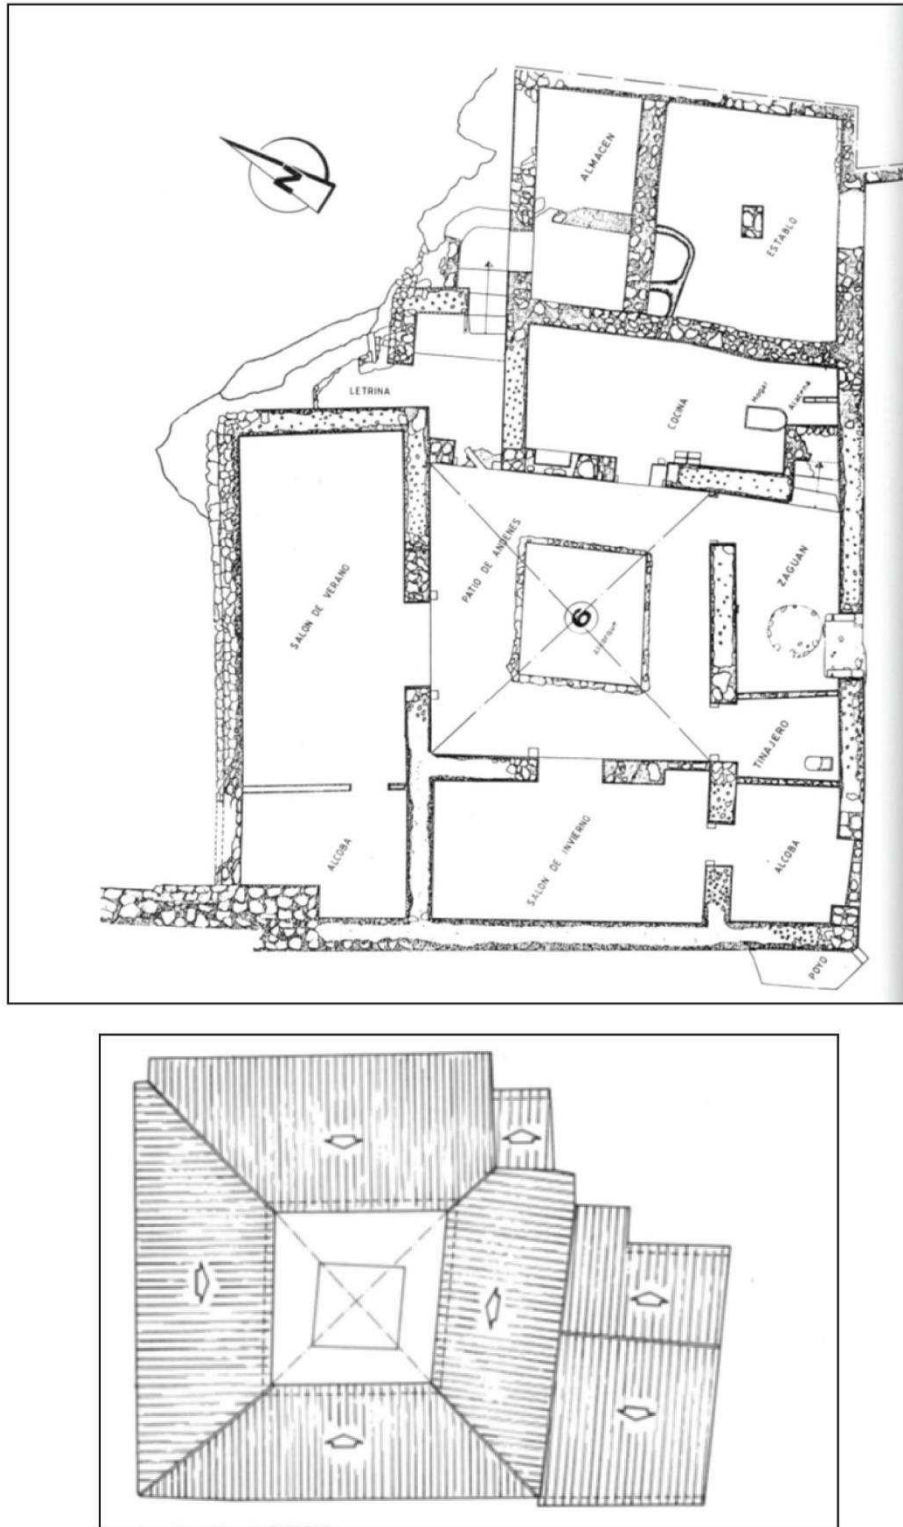 N
ALMACEN
ESTABLO
LETRINA
COCINA
Hogar
Alacena
SALON DE VERANO
PATIO DE ANDENES
6
ZAGUAN
TINAJERO
ALCOBA
SALON DE INVIERNO
ALCOBA
POYO